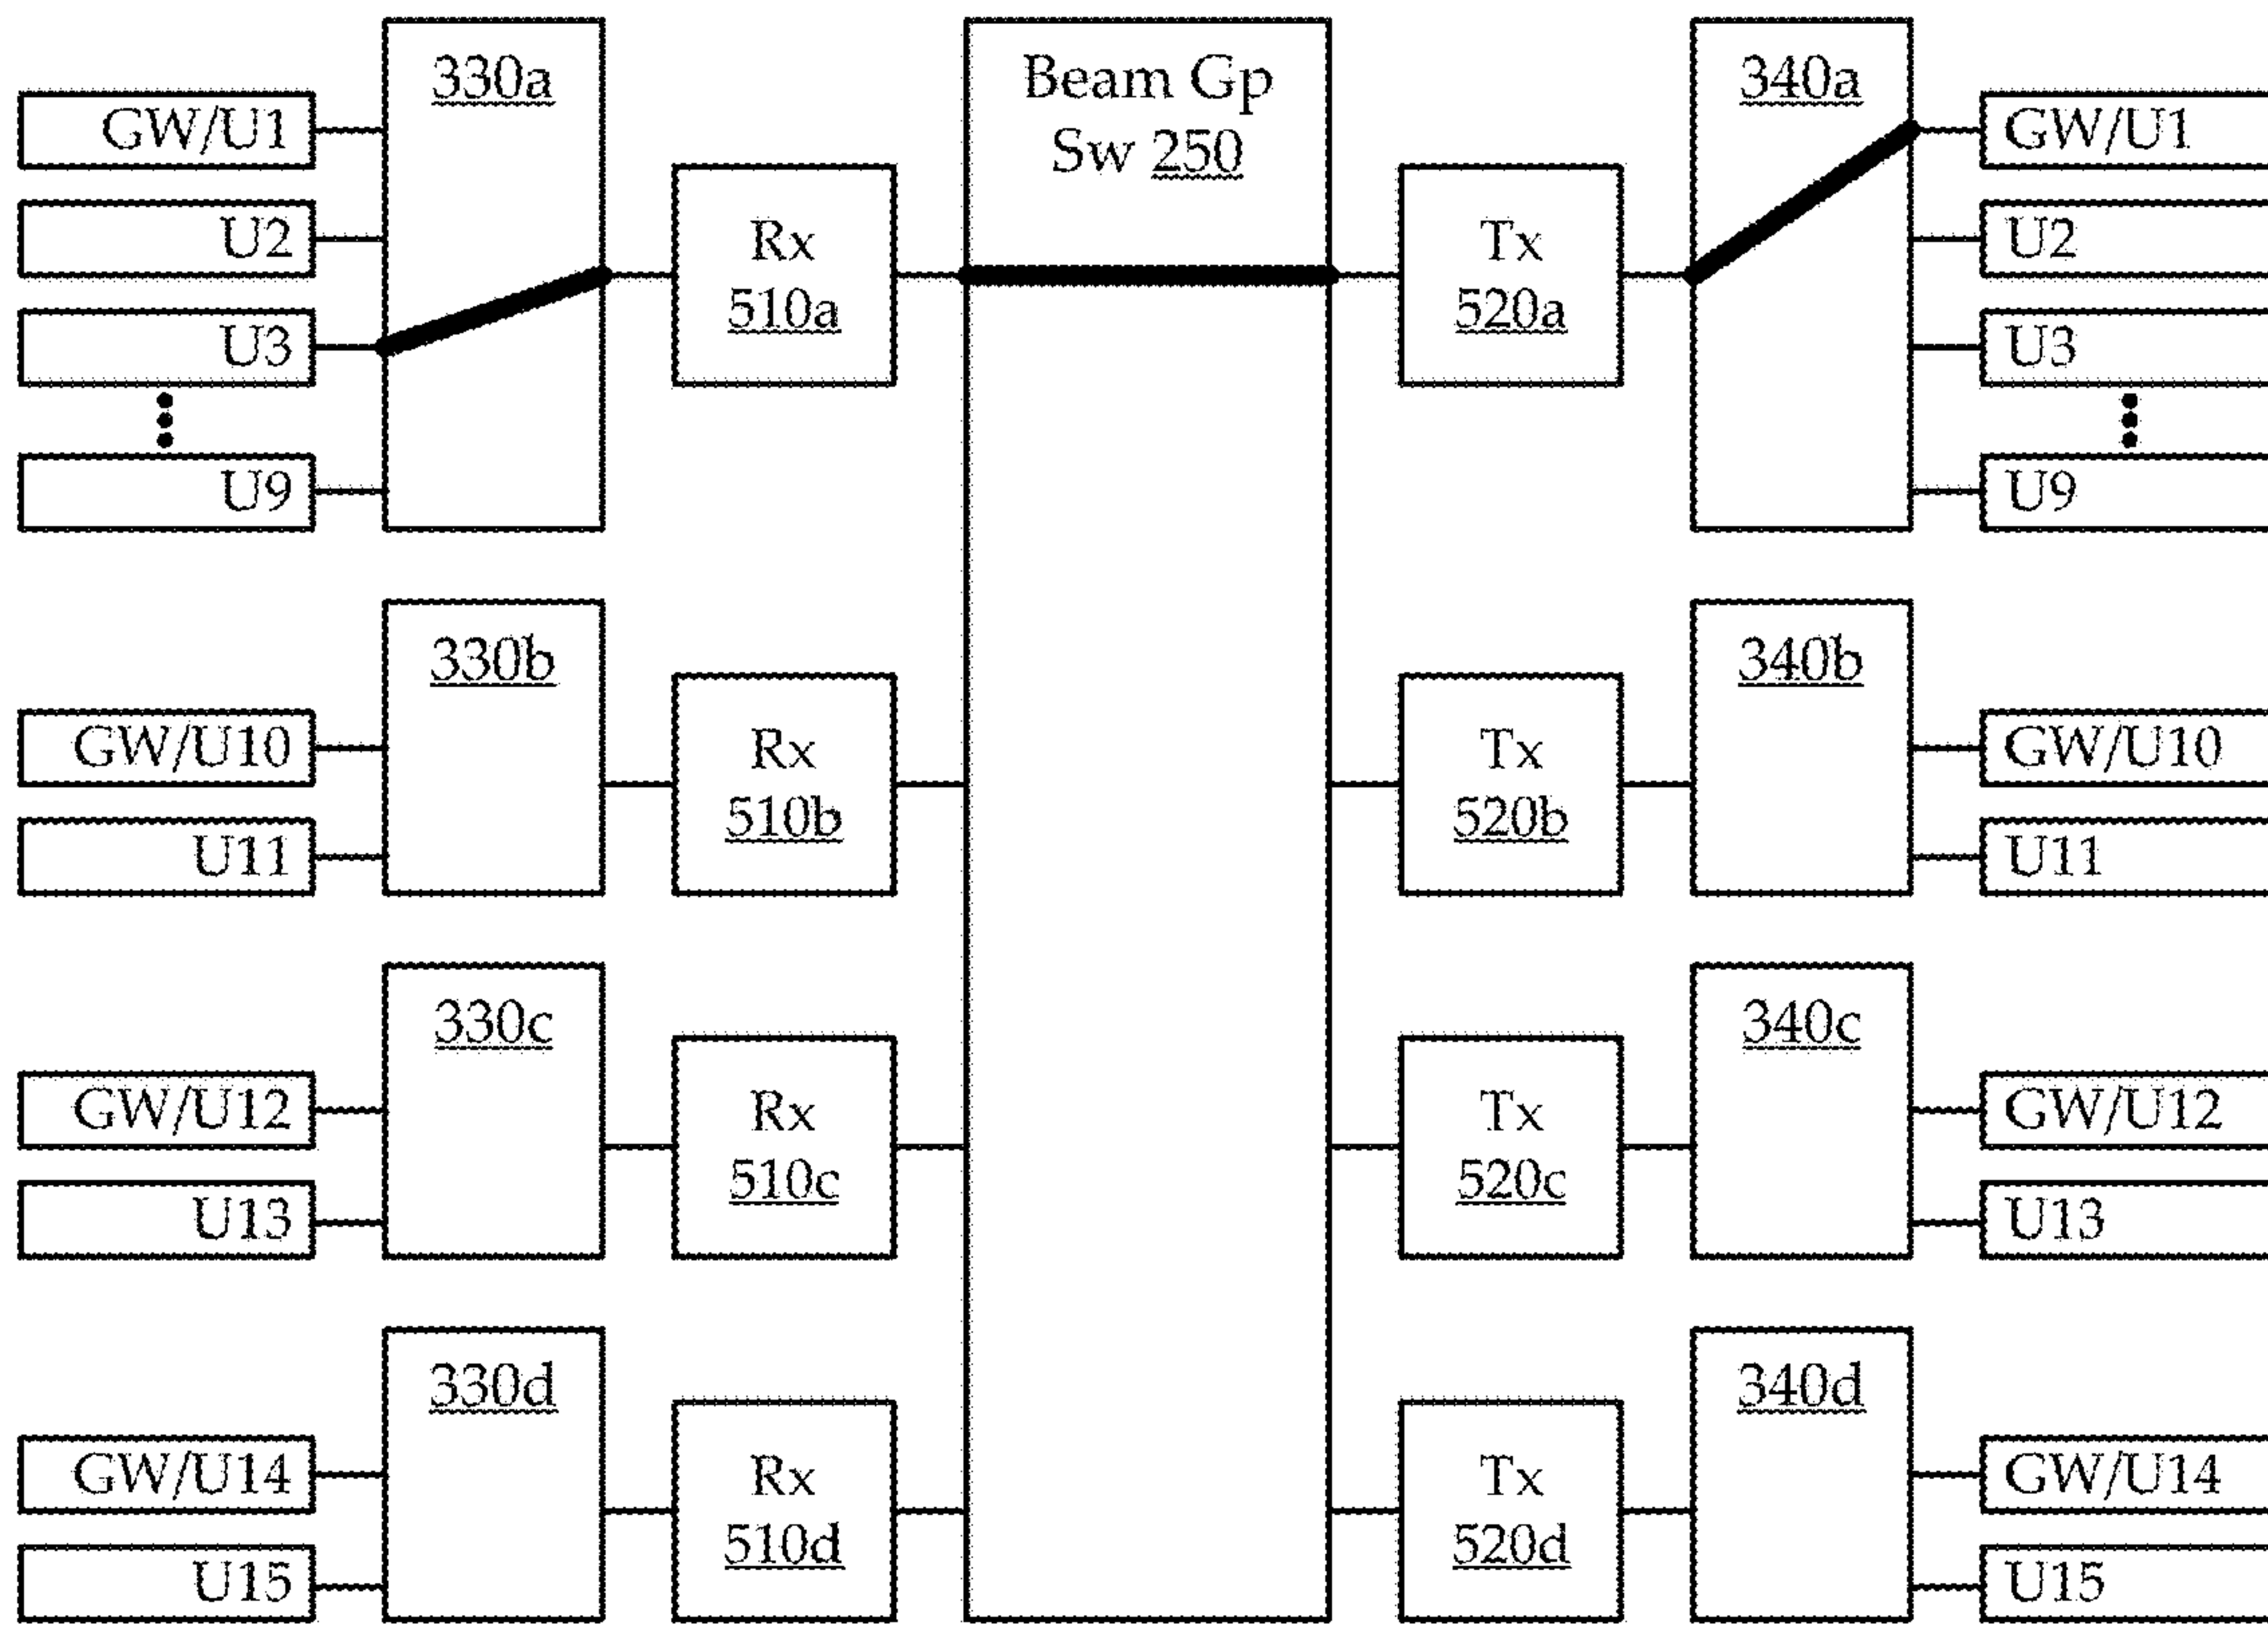 330a
Beam Gp
Sw 250
340a
GW/U1
U2
U3
U9
Rx
510a
Tx
520a
GW/U1
U2
U3
U9
330b
340b
GW/U10
U11
Rx
510b
Tx
520b
GW/U10
U11
330c
340c
GW/U12
U13
Rx
510c
Tx
520c
GW/U12
U13
330d
340d
GW/U14
U15
Rx
510d
Tx
520d
GW/U14
U15